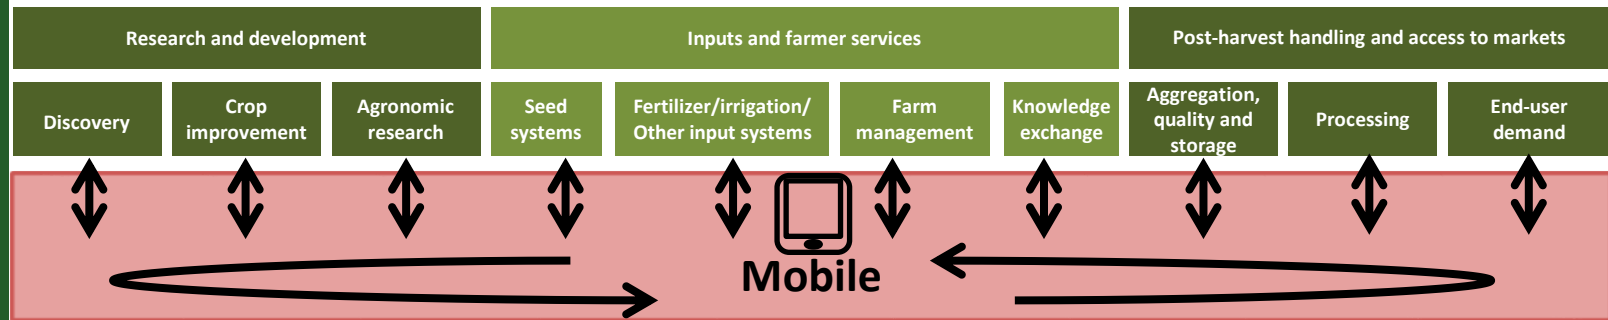 Research and development
Inputs and farmer services
Post-harvest handling and access to markets
Discovery
Crop
improvement
Agronomic
research
Seed
systems
Fertilizer/irrigation/
Other input systems
Farm
management
Knowledge
exchange
Aggregation,
quality and
storage
Processing
End-user
demand
Mobile